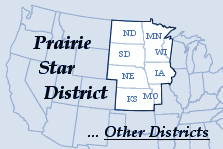 Prairie
Star
District
ND MN
SD WI
NE IA
KS MO
... Other Districts